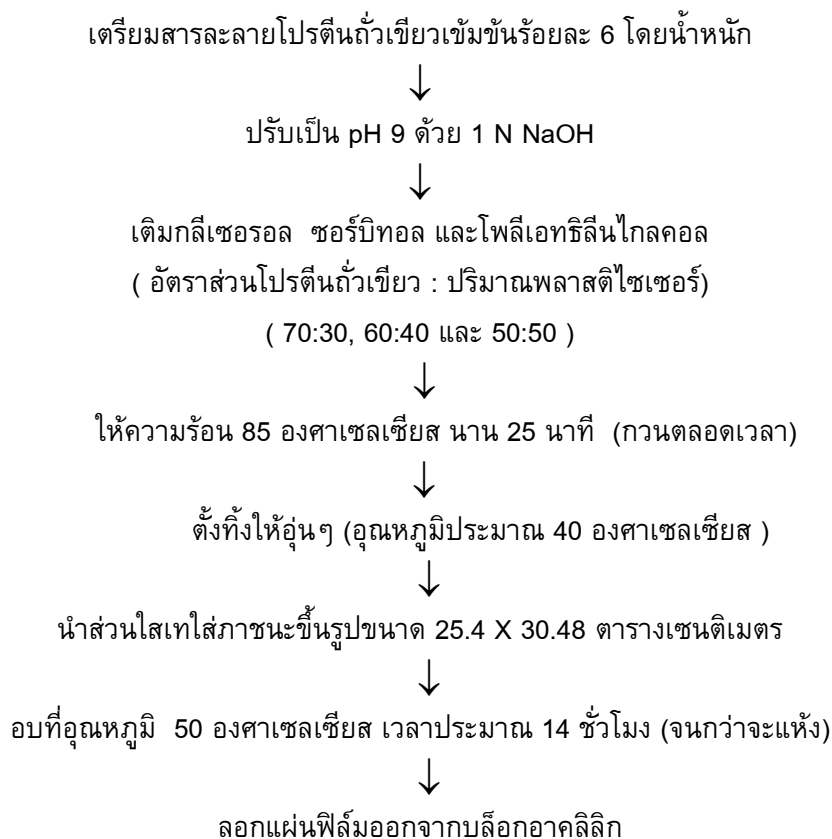 เตรียมสารละลายโปรตีนถั่วเขียวเข้มข้นร้อยละ 6 โดยน้ำหนัก
↓
ปรับเป็น pH 9 ด้วย 1 N NaOH
↓
เติมกลีเซอรอล ซอร์บิทอล และโพลีเอทธิลีนไกลคอล
( อัตราส่วนโปรตีนถั่วเขียว : ปริมาณพลาสติไซเซอร์)
( 70:30, 60:40 และ 50:50 )
↓
ให้ความร้อน 85 องศาเซลเซียส นาน 25 นาที (กวนตลอดเวลา)
↓
ตั้งทิ้งให้อุ่นๆ (อุณหภูมิประมาณ 40 องศาเซลเซียส )
↓
นำส่วนใสเทใส่ภาชนะขึ้นรูปขนาด 25.4 X 30.48 ตารางเซนติเมตร
↓
อบที่อุณหภูมิ 50 องศาเซลเซียส เวลาประมาณ 14 ชั่วโมง (จนกว่าจะแห้ง)
↓
ลอกแผ่นฟิล์มออกจากบล็อกอาคลิลิก